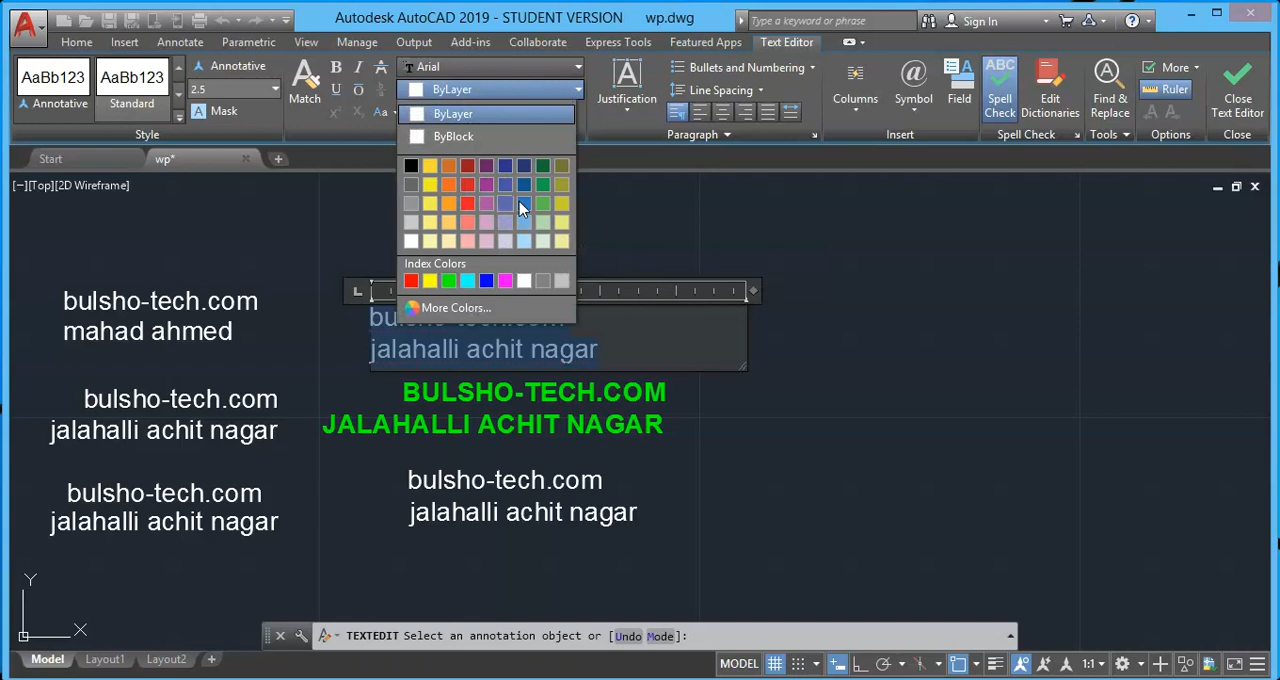 Autodesk AutoCAD 2019 - STUDENT VERSION wp.dwg Type a keyword or phrase Sign In
Home Insert Annotate Parametric View Manage Output Add-ins Collaborate Express Tools Featured Apps Text Editor
AaBb123 AaBb123 Annotative Match B I A Arial Bullets and Numbering More
Annotative Standard 2.5 U O ByLayer Justification Line Spacing Columns Symbol Field Spell Check Edit Dictionaries Find & Replace Ruler Close Text Editor
Mask Aa ByLayer
Style ByBlock Paragraph Insert Spell Check Tools Options Close
Start wp*
[−][Top][2D Wireframe]
Index Colors
More Colors...
bulsho-tech.com
mahad ahmed
jalahalli achit nagar
BULSHO-TECH.COM
JALAHALLI ACHIT NAGAR
bulsho-tech.com
jalahalli achit nagar
bulsho-tech.com
jalahalli achit nagar
bulsho-tech.com
jalahalli achit nagar
Y
X
TEXTEDIT Select an annotation object or [Undo Mode]:
Model Layout1 Layout2 + MODEL 1:1